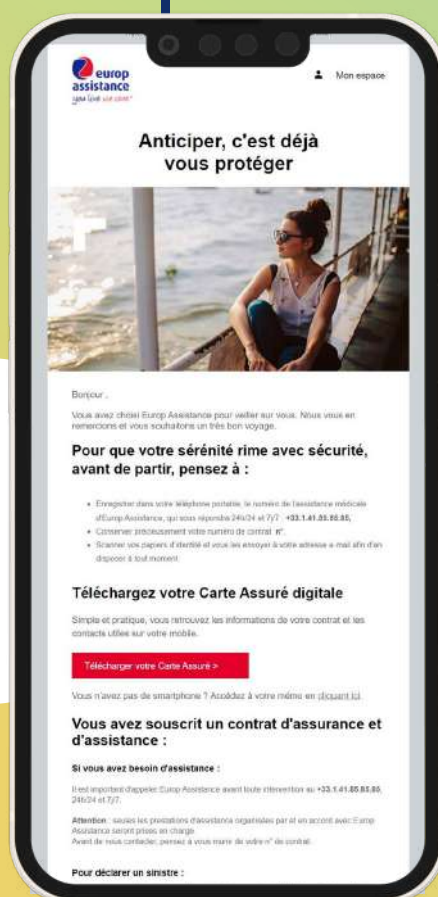 europ
assistance
you live we care
Mon espace
Anticiper, c'est déjà
vous protéger
Bonjour ,
Vous avez choisi Europ Assistance pour veiller sur vous. Nous vous en
remercions et vous souhaitons un très bon voyage.
Pour que votre sérénité rime avec sécurité,
avant de partir, pensez à :
Enregistrer dans votre téléphone portable, le numéro de l'assistance médicale
d'Europ Assistance, qui vous répondra 24h/24 et 7j/7 : +33.1.41.85.85.85,
Conserver précieusement votre numéro de contrat n°,
Scanner vos papiers d'identité et vous les envoyer à votre adresse e-mail afin d'en
disposer à tout moment.
Téléchargez votre Carte Assuré digitale
Simple et pratique, vous retrouvez les informations de votre contrat et les
contacts utiles sur votre mobile.
Télécharger votre Carte Assuré >
Vous n'avez pas de smartphone ? Accédez à votre même en cliquant ici.
Vous avez souscrit un contrat d'assurance et
d'assistance :
Si vous avez besoin d'assistance :
Il est important d'appeler Europ Assistance avant toute intervention au +33.1.41.85.85.85,
24h/24 et 7j/7.
Attention : seules les prestations d'assistance organisées par et en accord avec Europ
Assistance seront prises en charge.
Avant de nous contacter, pensez à vous munir de votre n° de contrat.
Pour déclarer un sinistre :